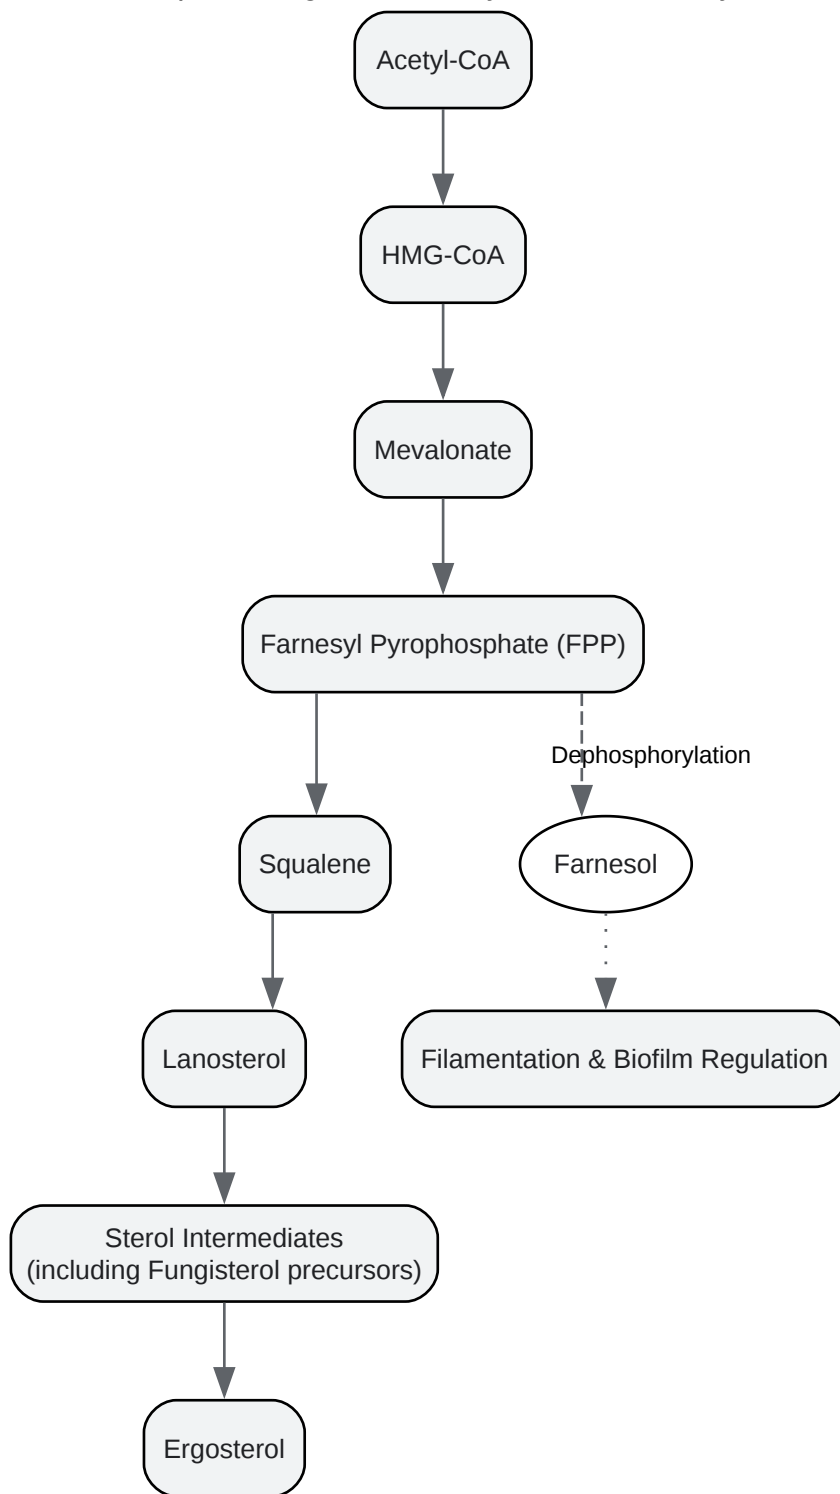 Acetyl-CoA
HMG-CoA
Mevalonate
Farnesyl Pyrophosphate (FPP)
Dephosphorylation
Squalene
Farnesol
Lanosterol
Filamentation & Biofilm Regulation
Sterol Intermediates
(including Fungisterol precursors)
Ergosterol